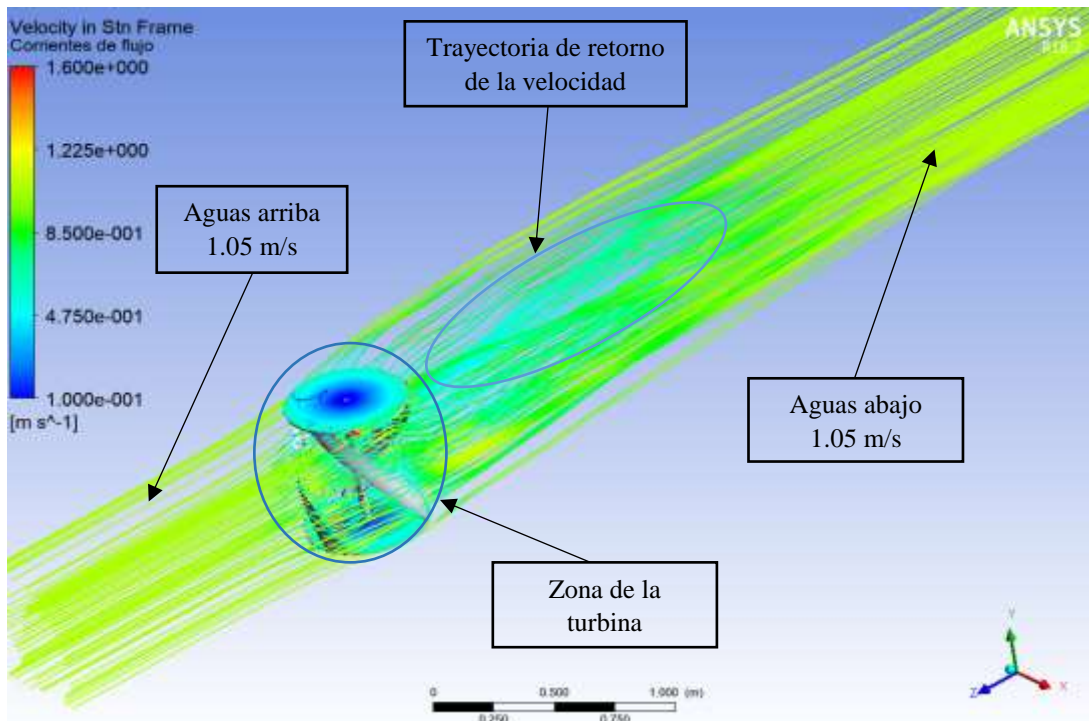 Velocity in Stn Frame
Corrientes de flujo
1.600e+000
1.225e+000
8.500e-001
4.750e-001
1.000e-001
[m s^-1]
ANSYS
Trayectoria de retorno
de la velocidad
Aguas arriba
1.05 m/s
Aguas abajo
1.05 m/s
Zona de la
turbina
0 0.500 1.000 (m)
0.250 0.750
Y
Z X